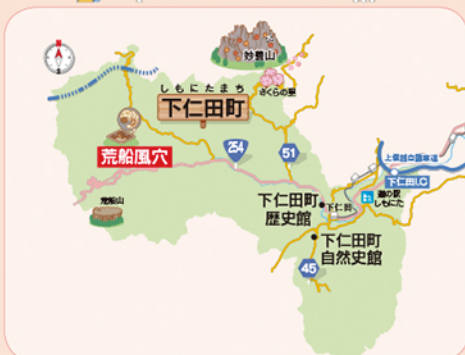 妙義山
さくらの里
しもにたまち
下仁田町
荒船風穴
254
51
上信越自動車道
下仁田I.C
道の駅
しもにた
下仁田
下仁田町
歴史館
荒船山
下仁田町
自然史館
45